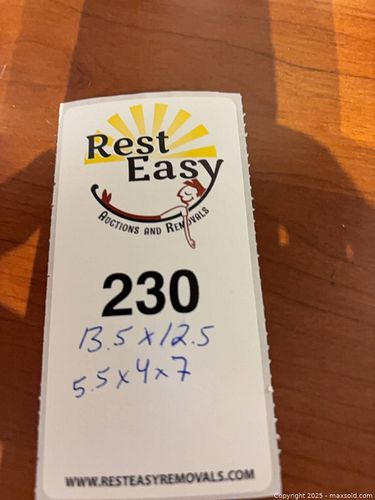 Rest
Easy
AUCTIONS AND REMOVALS
230
13.5 x 12.5
5.5 x 4 x 7
WWW.RESTEASYREMOVALS.COM
Copyright 2025 - maxsold.com